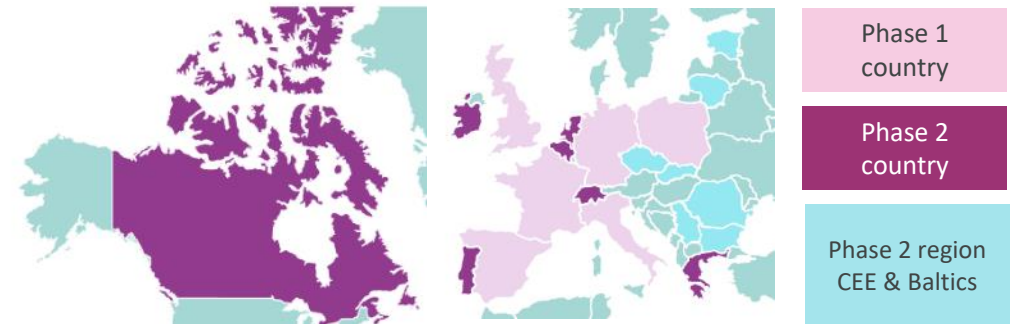 Phase 1
country
Phase 2
country
Phase 2 region
CEE & Baltics